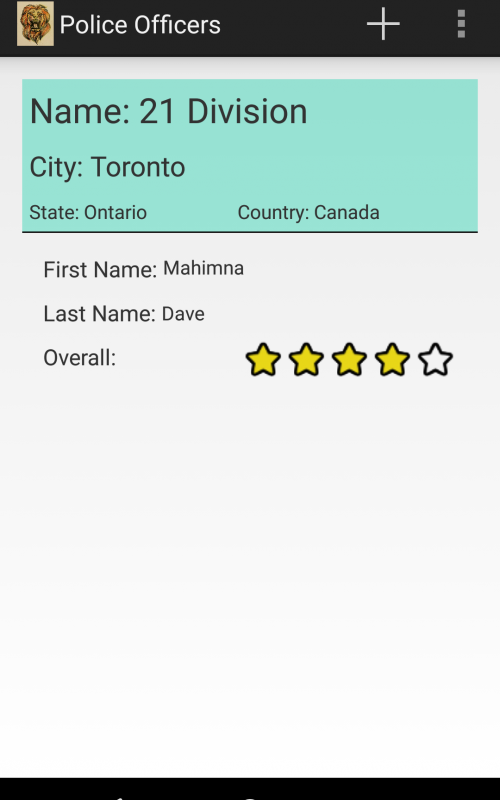 Police Officers
Name: 21 Division
City: Toronto
State: Ontario Country: Canada
First Name: Mahimna
Last Name: Dave
Overall: